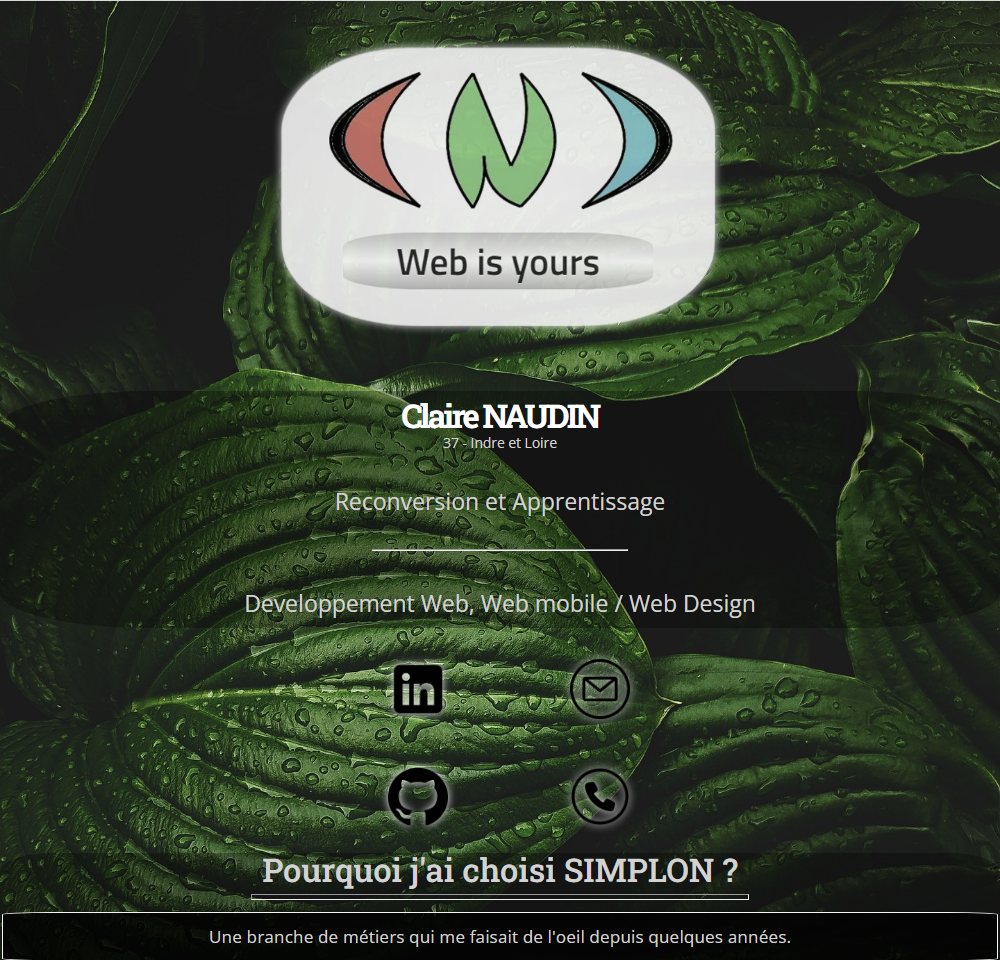 N
Web is yours
Claire NAUDIN
37 - Indre et Loire
Reconversion et Apprentissage
Developpement Web, Web mobile / Web Design
in
Pourquoi j'ai choisi SIMPLON ?
Une branche de métiers qui me faisait de l'oeil depuis quelques années.